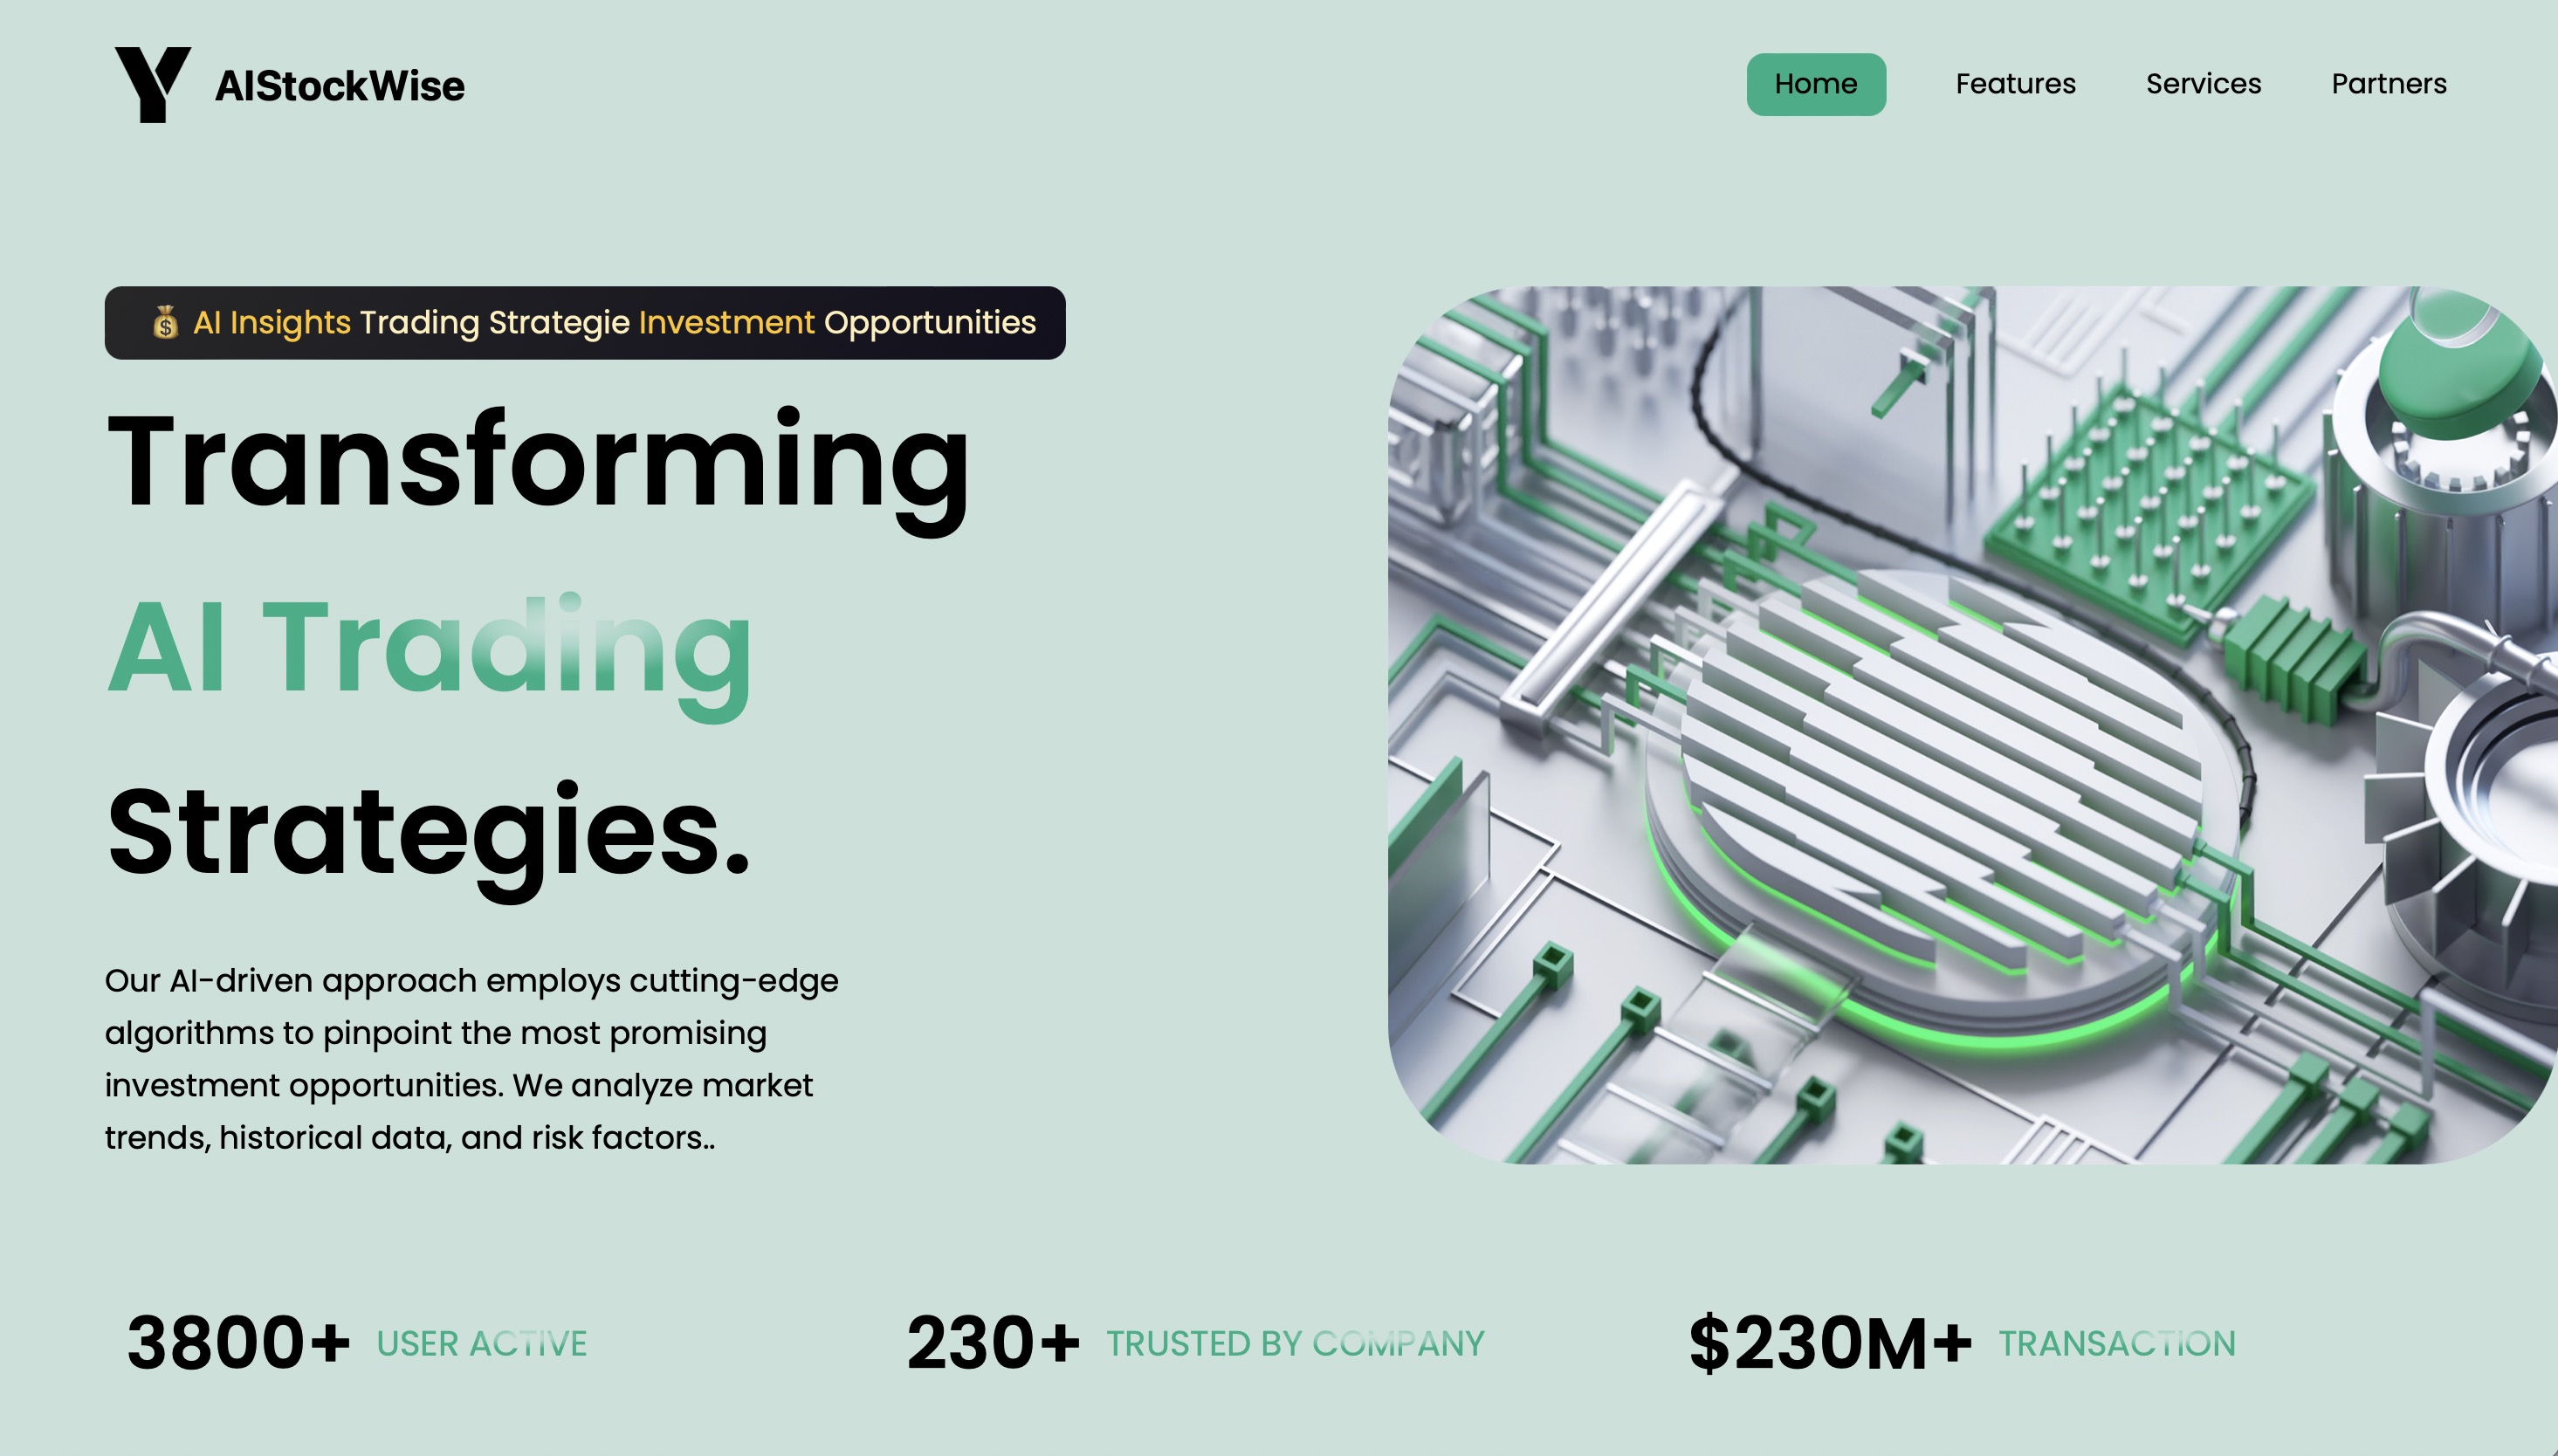 AIStockWise
Home Features Services Partners
AI Insights Trading Strategie Investment Opportunities
Transforming
AI Trading
Strategies.
Our AI-driven approach employs cutting-edge
algorithms to pinpoint the most promising
investment opportunities. We analyze market
trends, historical data, and risk factors..
3800+ USER ACTIVE 230+ TRUSTED BY COMPANY $230M+ TRANSACTION